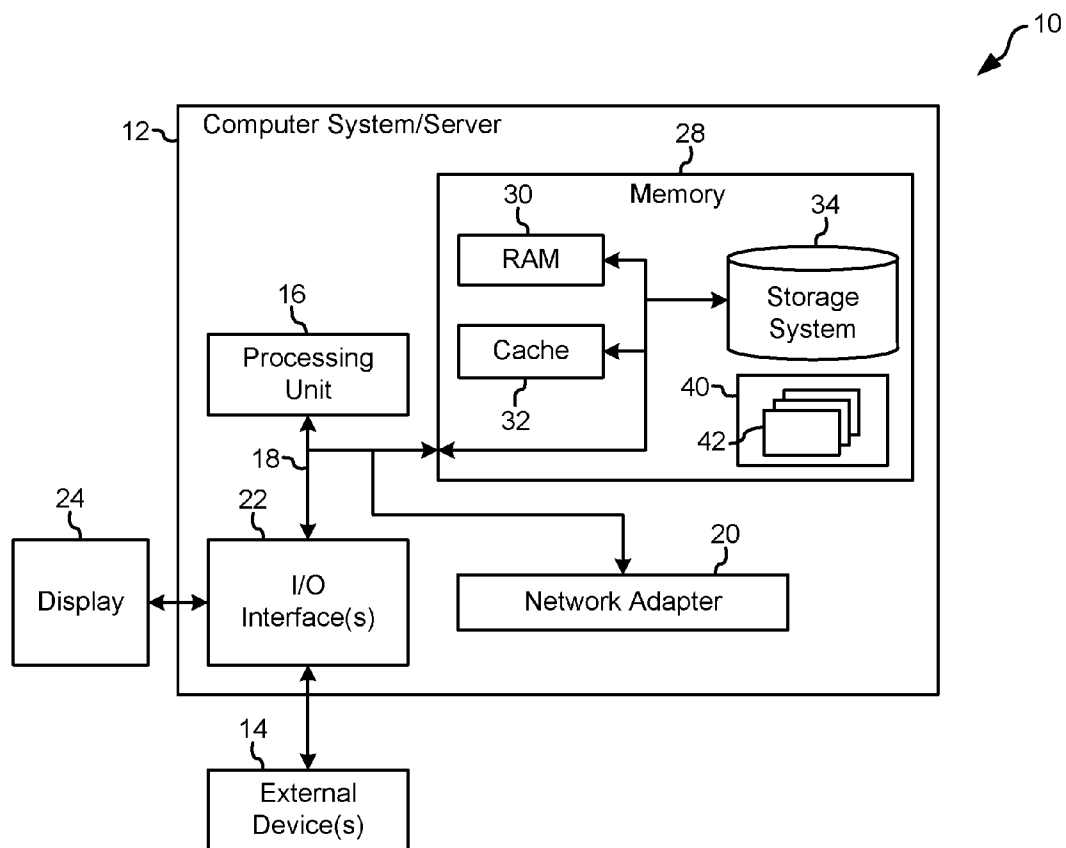 10
12
Computer System/Server
28
Memory
30
RAM
34
Storage
System
16
Processing
Unit
Cache
32
40
42
18
24
Display
22
I/O
Interface(s)
20
Network Adapter
14
External
Device(s)